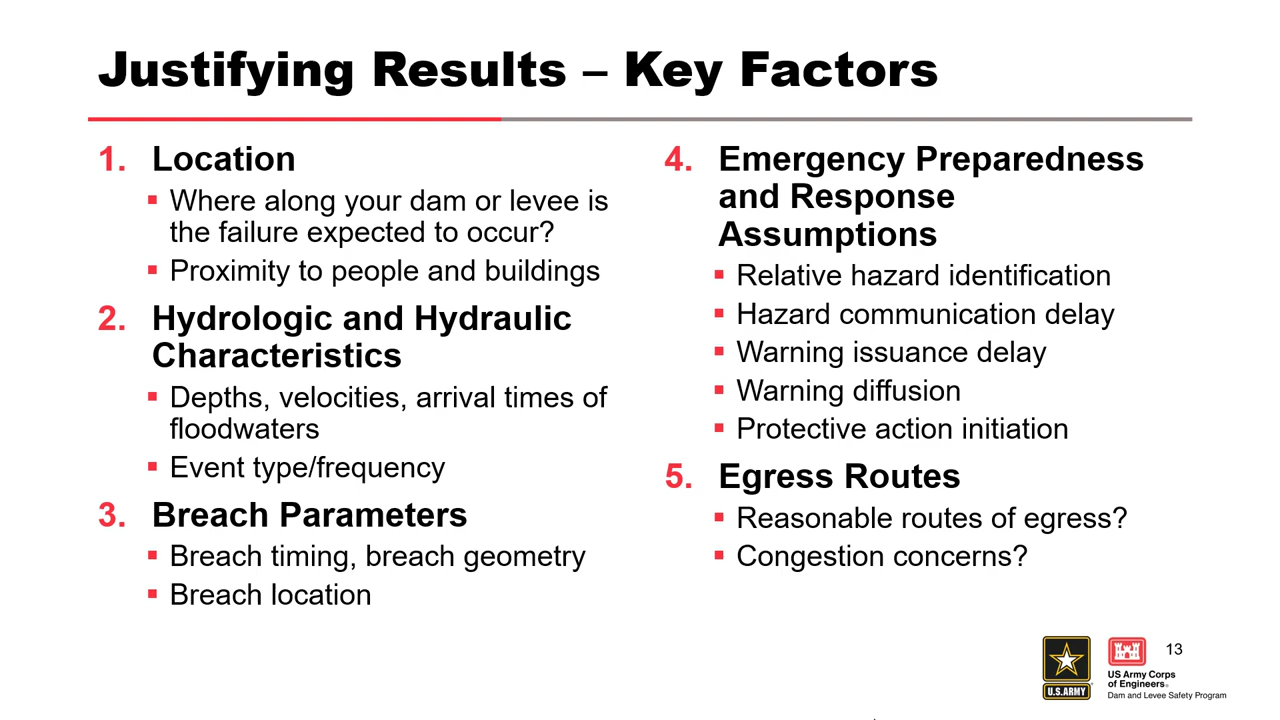 Justifying Results – Key Factors
1. Location
▪ Where along your dam or levee is
the failure expected to occur?
▪ Proximity to people and buildings
2. Hydrologic and Hydraulic
Characteristics
▪ Depths, velocities, arrival times of
floodwaters
▪ Event type/frequency
3. Breach Parameters
▪ Breach timing, breach geometry
▪ Breach location
4. Emergency Preparedness
and Response
Assumptions
▪ Relative hazard identification
▪ Hazard communication delay
▪ Warning issuance delay
▪ Warning diffusion
▪ Protective action initiation
5. Egress Routes
▪ Reasonable routes of egress?
▪ Congestion concerns?
U.S.ARMY
US Army Corps
of Engineers®
Dam and Levee Safety Program
13